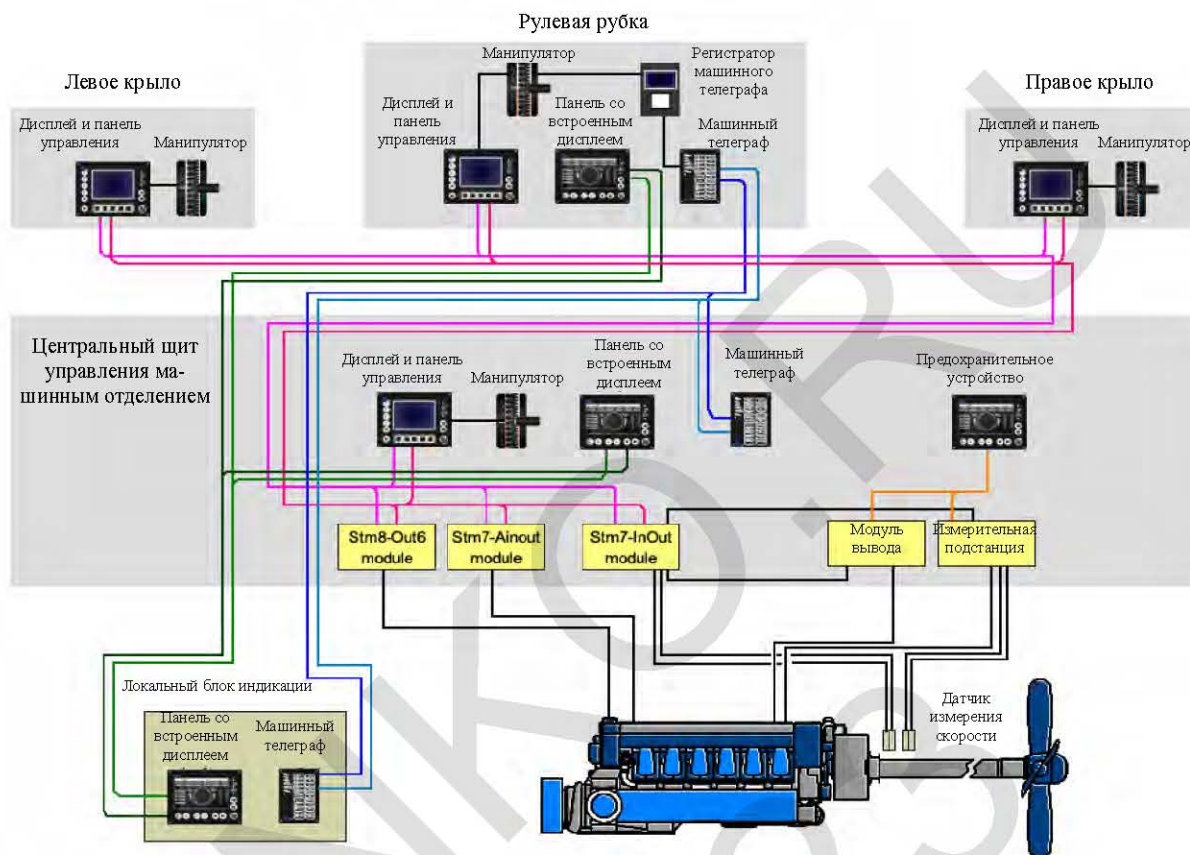 Рулевая рубка
Левое крыло
Правое крыло
Манипулятор
Регистратор
машинного
телеграфа
Дисплей и
панель
управления
Панель со
встроенным
дисплеем
Машинный
телеграф
Дисплей и панель
управления
Манипулятор
Дисплей и панель
управления
Манипулятор
Центральный щит
управления ма-
шинным отделением
Дисплей и панель
управления
Манипулятор
Панель со
встроенным
дисплеем
Машинный
телеграф
Предохранительное
устройство
Stm8-Out6
module
Stm7-Ainout
module
Stm7-InOut
module
Модуль
вывода
Измерительная
подстанция
Локальный блок индикации
Панель со
встроенным
дисплеем
Машинный
телеграф
Датчик
измерения
скорости